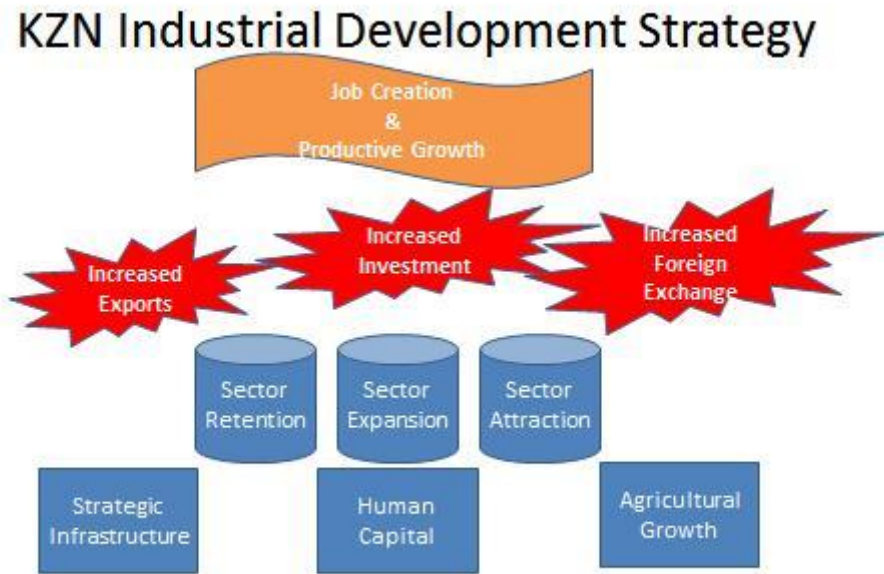 KZN Industrial Development Strategy
Job Creation
&
Productive Growth
Increased
Exports
Increased
Investment
Increased
Foreign
Exchange
Sector
Retention
Sector
Expansion
Sector
Attraction
Strategic
Infrastructure
Human
Capital
Agricultural
Growth